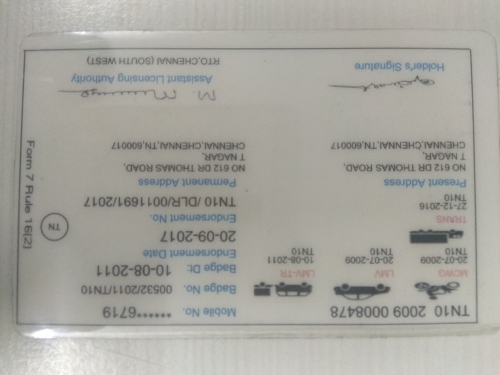 TN10 2009 0008478
Mobile No. *****6719
MCWG
20-07-2009
TN10
LMV
20-07-2009
TN10
LMV-TR
10-08-2011
TN10
TRANS
27-12-2016
TN10
Badge No. 00532/2011/TN10
Badge Dt. 10-08-2011
Endorsement Date
20-09-2017
Endorsement No.
TN10 /DLR/0011691/2017
TN
Present Address
NO 612 DR THOMAS ROAD,
T NAGAR,
CHENNAI,CHENNAI,TN,600017
Permanent Address
NO 612 DR THOMAS ROAD,
T NAGAR,
CHENNAI,CHENNAI,TN,600017
Holder's Signature
Assistant Licensing Authority
RTO,CHENNAI (SOUTH WEST)
Form 7 Rule 16(2)